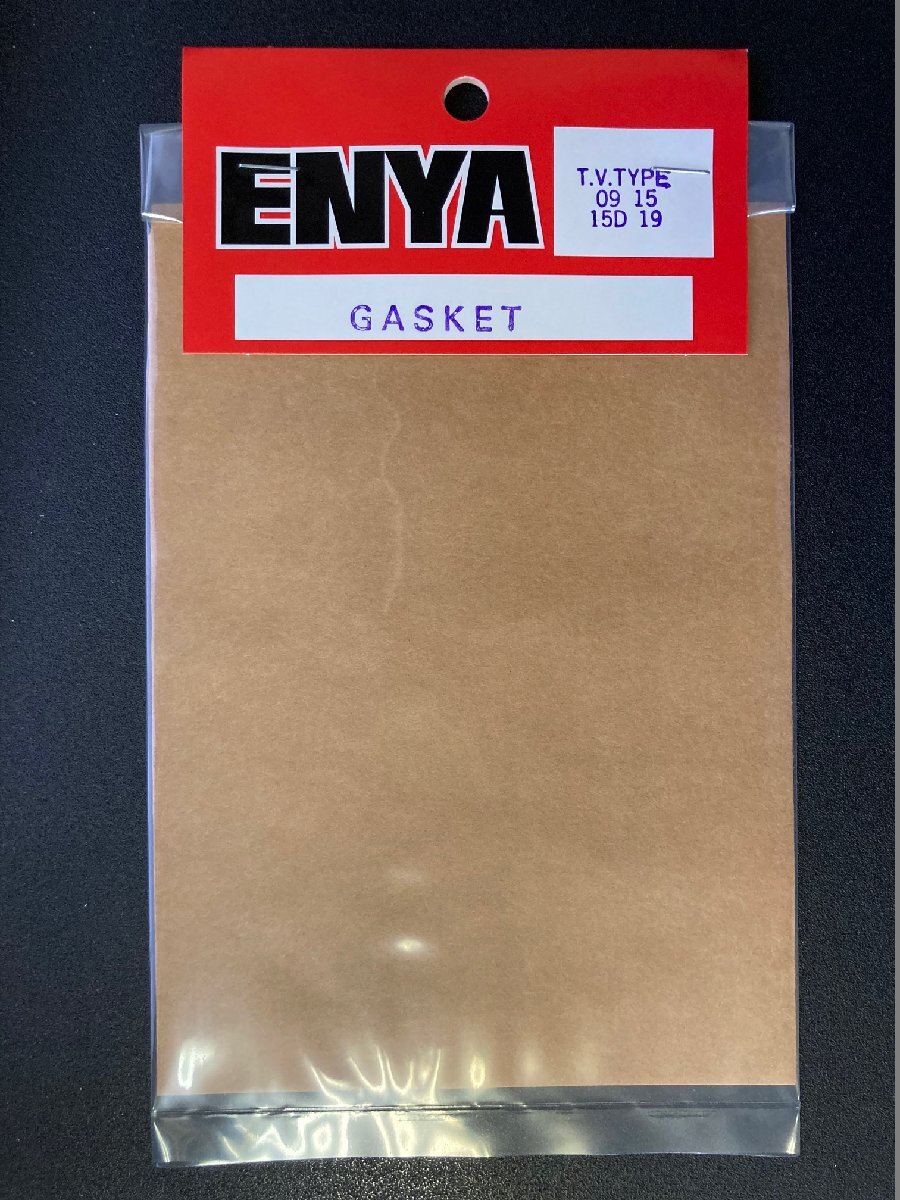 ENYA
T.V.TYPE
09 15
15D 19
GASKET